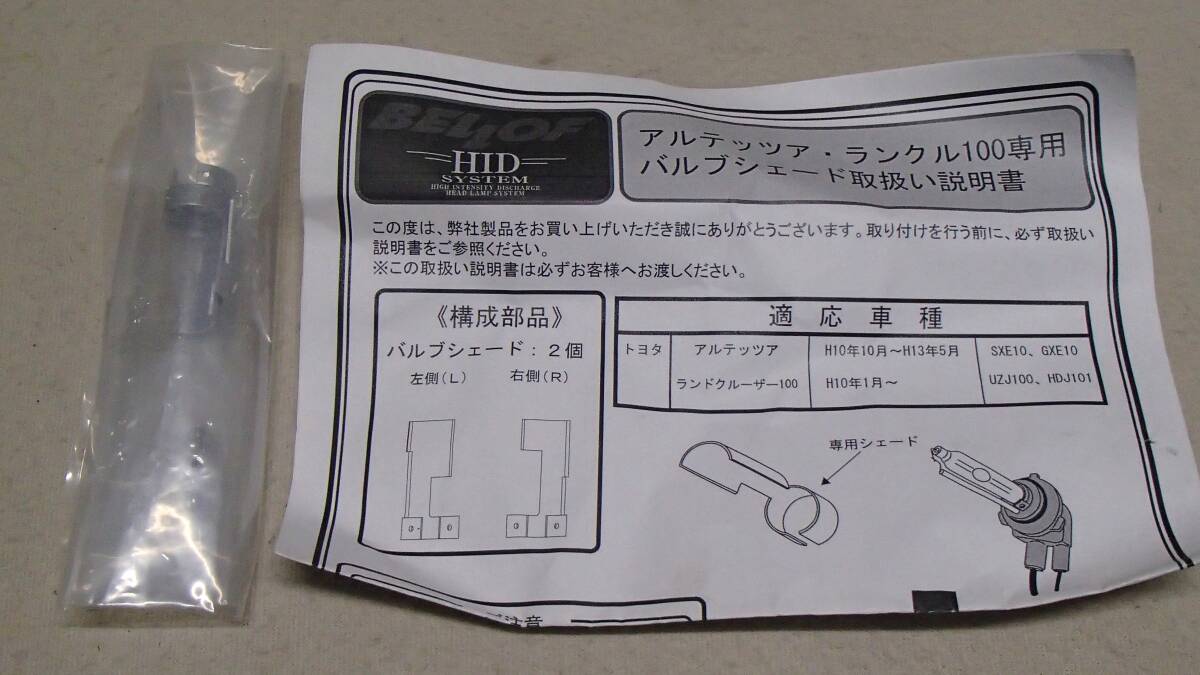 BELLOF
HID
SYSTEM
HIGH INTENSITY DISCHARGE
HEAD LAMP SYSTEM
アルテッツア・ランクル100専用
バルブシェード取扱い説明書
この度は、弊社製品をお買い上げいただき誠にありがとうございます。取り付けを行う前に、必ず取扱い
説明書をご参照ください。
※この取扱い説明書は必ずお客様へお渡しください。
《構成部品》
バルブシェード：2個
左側(L) 右側(R)
適応車種
トヨタ アルテッツア H10年10月～H13年5月 SXE10、GXE10
ランドクルーザー100 H10年1月～ UZJ100、HDJ101
専用シェード
ご注意